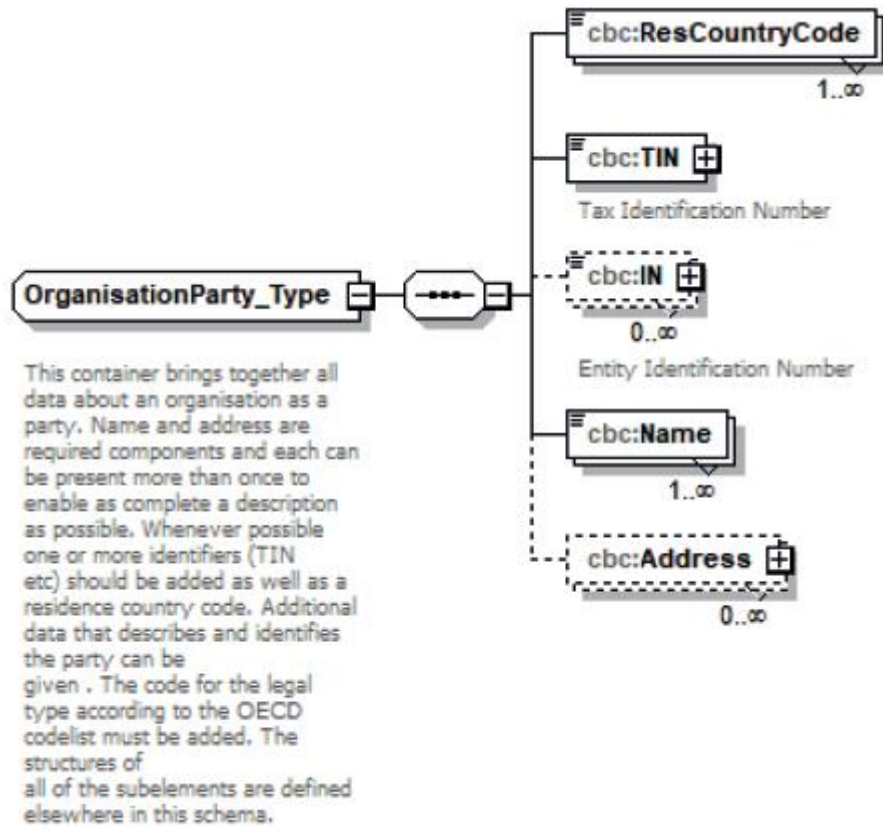 cbc:ResCountryCode
1..∞
cbc:TIN
Tax Identification Number
cbc:IN
0..∞
Entity Identification Number
OrganisationParty_Type
This container brings together all
data about an organisation as a
party. Name and address are
required components and each can
be present more than once to
enable as complete a description
as possible. Whenever possible
one or more identifiers (TIN
etc) should be added as well as a
residence country code. Additional
data that describes and identifies
the party can be
given . The code for the legal
type according to the OECD
codelist must be added. The
structures of
all of the subelements are defined
elsewhere in this schema.
cbc:Name
1..∞
cbc:Address
0..∞